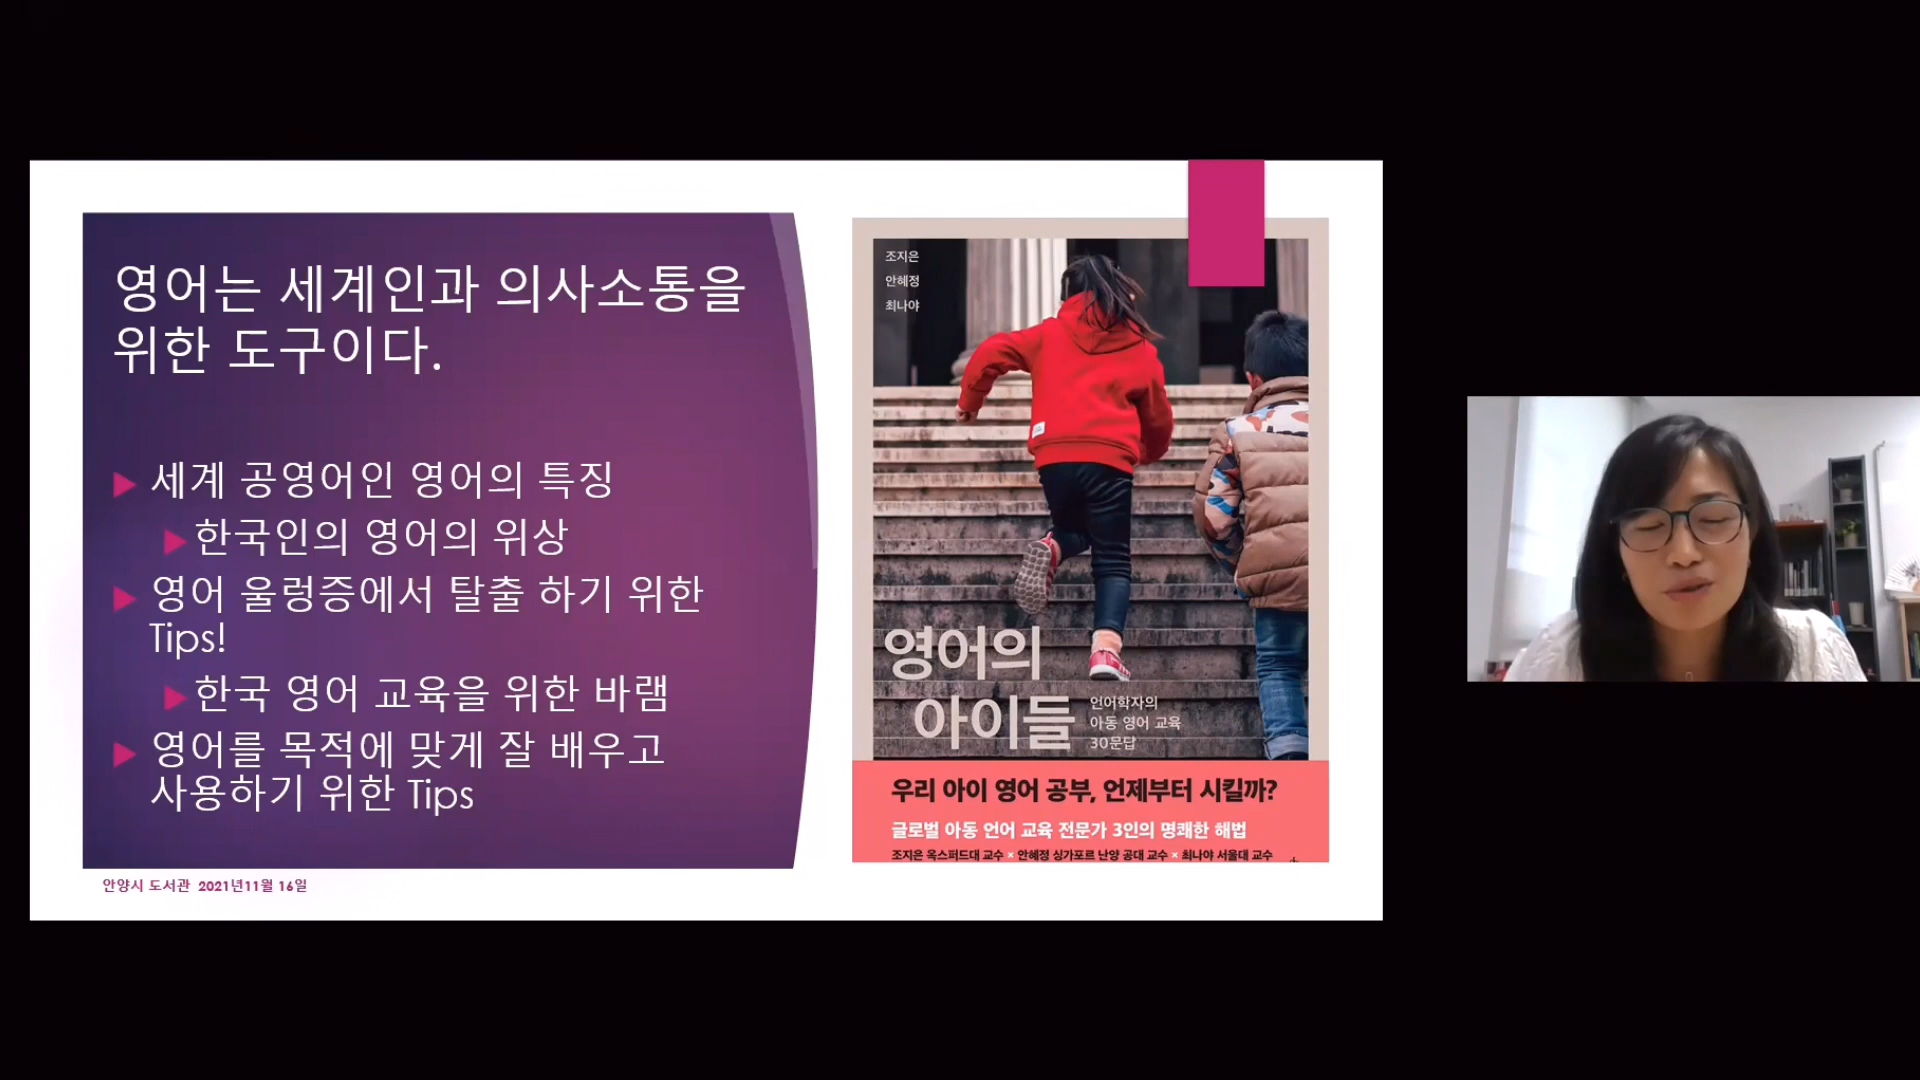 영어는 세계인과 의사소통을
위한 도구이다.
세계 공영어인 영어의 특징
한국인의 영어의 위상
영어 울렁증에서 탈출 하기 위한
Tips!
한국 영어 교육을 위한 바램
영어를 목적에 맞게 잘 배우고
사용하기 위한 Tips
안양시 도서관 2021년11월 16일
조지은
안혜정
최나야
영어의
아이들
언어학자의
아동 영어 교육
30문답
우리 아이 영어 공부, 언제부터 시킬까?
글로벌 아동 언어 교육 전문가 3인의 명쾌한 해법
조지은 옥스퍼드대 교수 × 안혜정 싱가포르 난양 공대 교수 × 최나야 서울대 교수